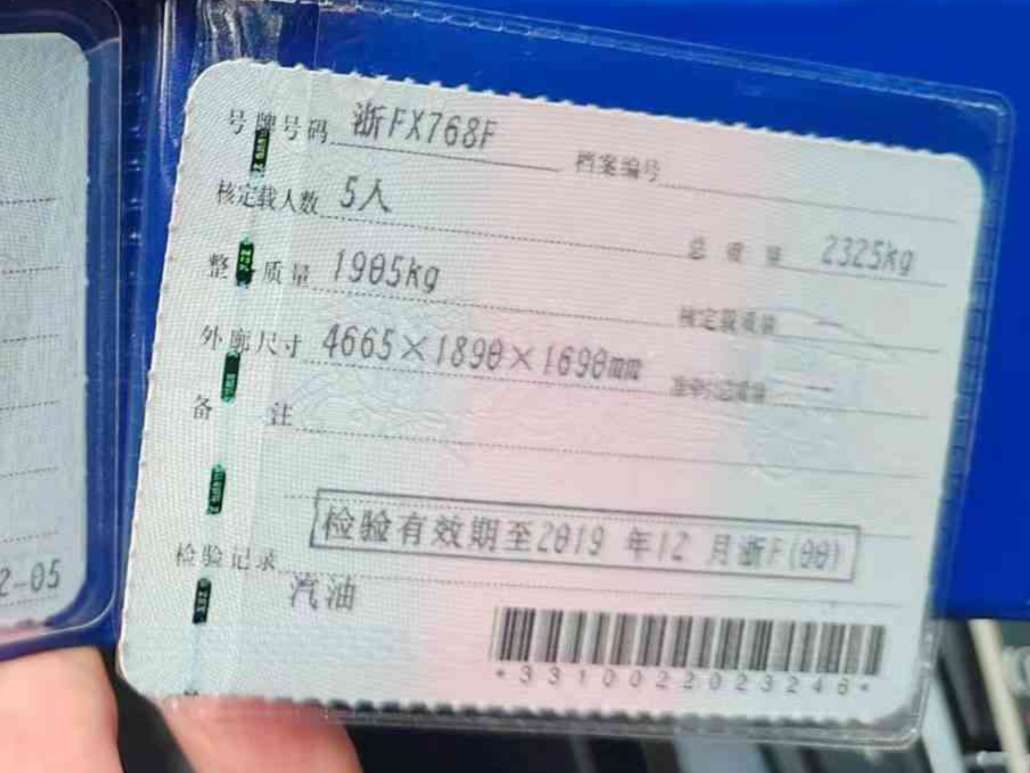 号牌号码 浙FX768F 档案编号
核定载人数 5人 总质量 2325kg
整 质量 1905kg 核定载质量 —
外廓尺寸 4665×1890×1690mm 准牵引总质量 —
备 注
检验有效期至2019年12月浙F(00)
检验记录
汽油
*3310022023246*
2-05